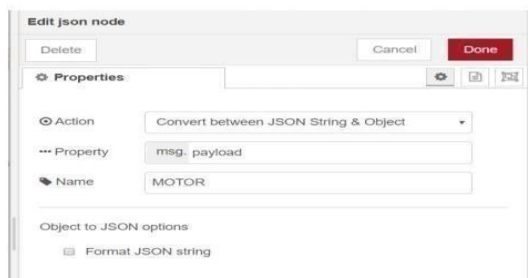 Edit json node
Delete Cancel Done
Properties
Action Convert between JSON String & Object
Property msg. payload
Name MOTOR
Object to JSON options
Format JSON string